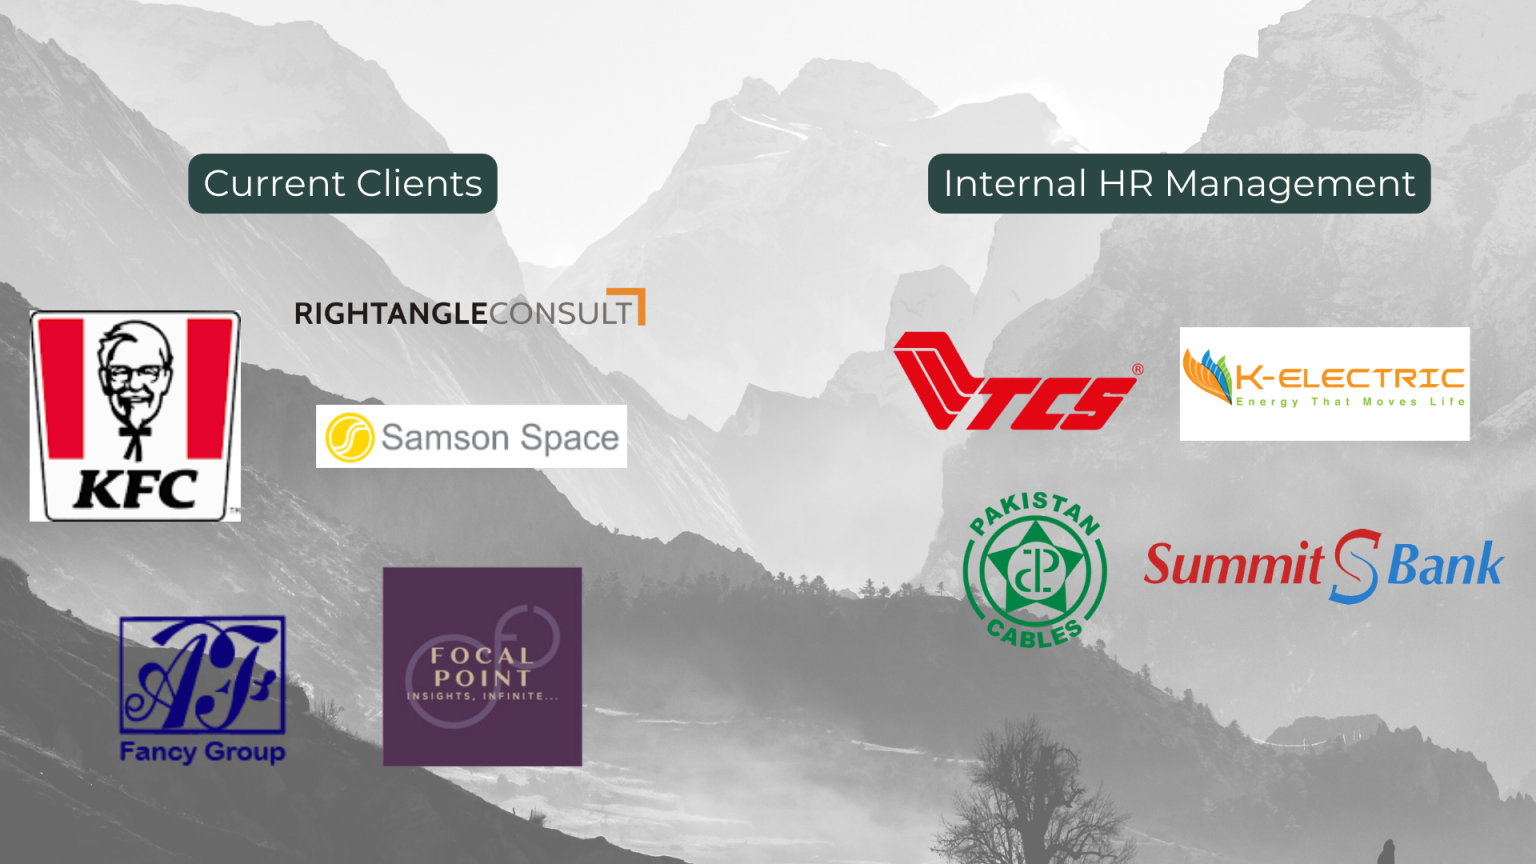 Current Clients
RIGHTANGLECONSULT
KFC
TM
Samson Space
Fancy Group
FOCAL
POINT
INSIGHTS, INFINITE...
Internal HR Management
TCS®
K-ELECTRIC
Energy That Moves Life
PAKISTAN
CABLES
Summit S Bank